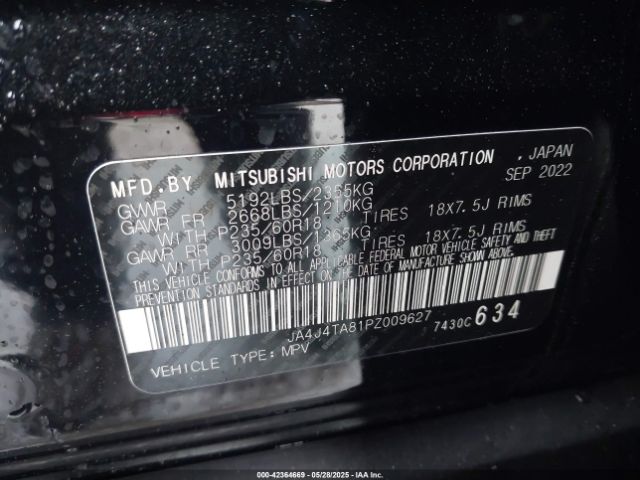 MFD.BY MITSUBISHI MOTORS CORPORATION , JAPAN
GVWR 5192LBS/2355KG SEP 2022
GAWR FR 2668LBS/1210KG
WITH P235/60R18 TIRES 18X7.5J RIMS
GAWR RR 3009LBS/1365KG
WITH P235/60R18 TIRES 18X7.5J RIMS
THIS VEHICLE CONFORMS TO ALL APPLICABLE FEDERAL MOTOR VEHICLE SAFETY AND THEFT
PREVENTION STANDARDS IN EFFECT ON THE DATE OF MANUFACTURE SHOWN ABOVE.
JA4J4TA81PZ009627 7430C 634
VEHICLE TYPE: MPV
000-42364669 | 05/28/2025 | IAA Inc.